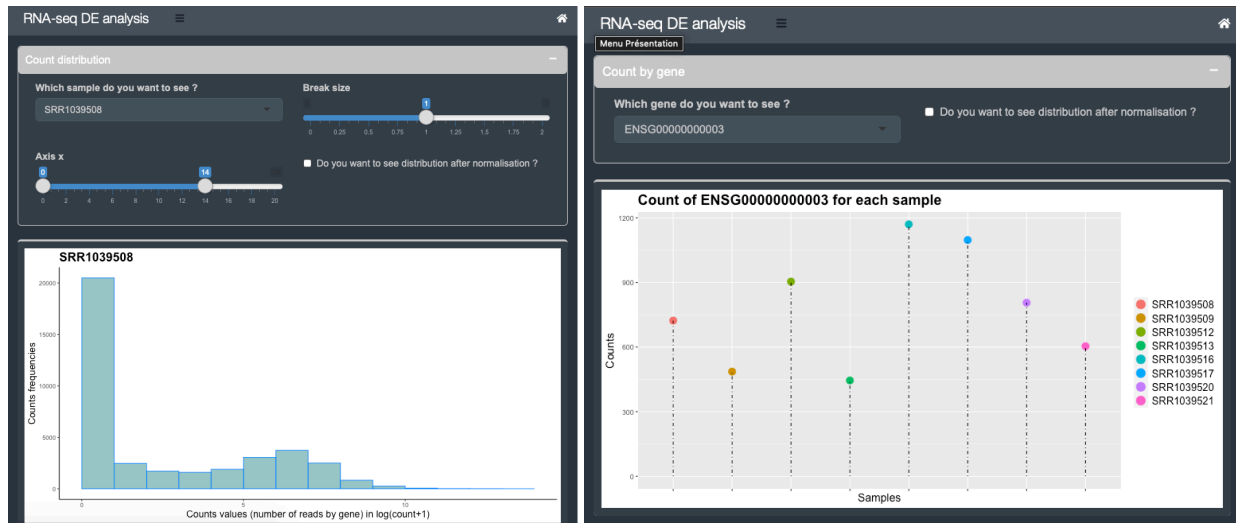 RNA-seq DE analysis
Count distribution
Which sample do you want to see ?
SRR1039508
Break size
1
0 0.25 0.5 0.75 1 1.25 1.5 1.75 2
Axis x
0 14
0 2 4 6 8 10 12 14 16 18 20
Do you want to see distribution after normalisation ?
SRR1039508
Counts frequencies
20000
15000
10000
5000
0
0 5 10
Counts values (number of reads by gene) in log(count+1)
RNA-seq DE analysis
Menu Présentation
Count by gene
Which gene do you want to see ?
ENSG00000000003
Do you want to see distribution after normalisation ?
Count of ENSG00000000003 for each sample
Counts
1200
900
600
300
0
Samples
SRR1039508
SRR1039509
SRR1039512
SRR1039513
SRR1039516
SRR1039517
SRR1039520
SRR1039521